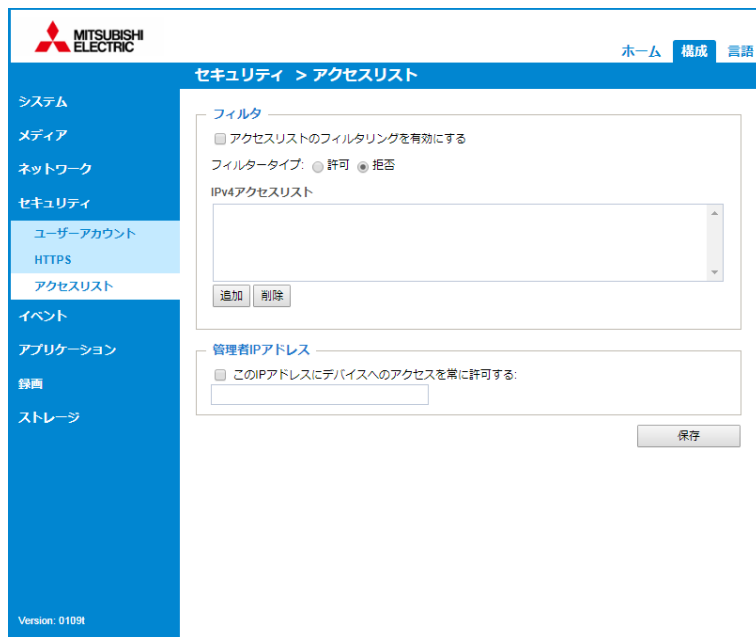 MITSUBISHI
ELECTRIC
ホーム 構成 言語
セキュリティ > アクセスリスト
システム
メディア
ネットワーク
セキュリティ
ユーザーアカウント
HTTPS
アクセスリスト
イベント
アプリケーション
録画
ストレージ
Version: 0109t
フィルタ
アクセスリストのフィルタリングを有効にする
フィルタータイプ: 許可 拒否
IPv4アクセスリスト
追加 削除
管理者IPアドレス
このIPアドレスにデバイスへのアクセスを常に許可する:
保存